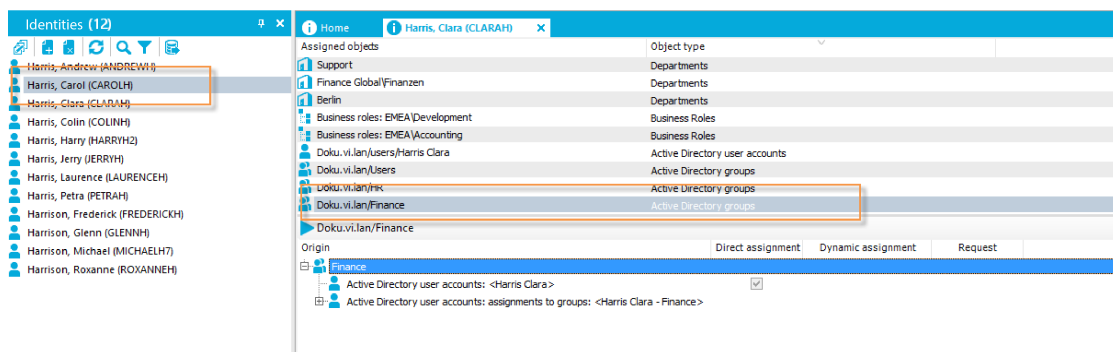 Identities (12)
Harris, Andrew (ANDREWH)
Harris, Carol (CAROLH)
Harris, Clara (CLARAH)
Harris, Colin (COLINH)
Harris, Harry (HARRYH2)
Harris, Jerry (JERRYH)
Harris, Laurence (LAURENCEH)
Harris, Petra (PETRAH)
Harrison, Frederick (FREDERICKH)
Harrison, Glenn (GLENNH)
Harrison, Michael (MICHAELH7)
Harrison, Roxanne (ROXANNEH)
Home Harris, Clara (CLARAH)
Assigned objects Object type
Support Departments
Finance Global\Finanzen Departments
Berlin Departments
Business roles: EMEA\Development Business Roles
Business roles: EMEA\Accounting Business Roles
Doku.vi.lan/users/Harris Clara Active Directory user accounts
Doku.vi.lan/Users Active Directory groups
Doku.vi.lan/HR Active Directory groups
Doku.vi.lan/Finance Active Directory groups
Doku.vi.lan/Finance
Origin Direct assignment Dynamic assignment Request
Finance
Active Directory user accounts: <Harris Clara>
Active Directory user accounts: assignments to groups: <Harris Clara - Finance>